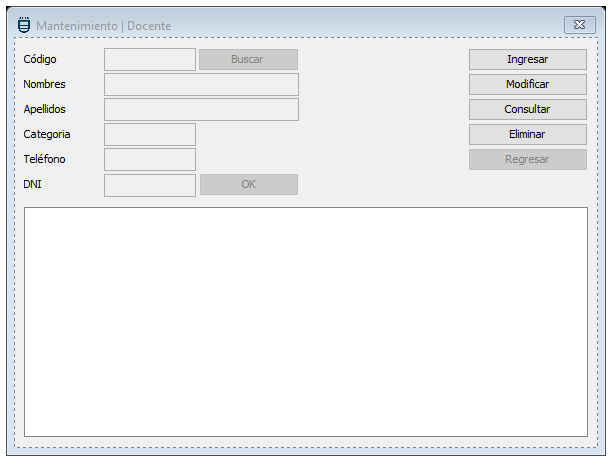 Mantenimiento | Docente
Código Buscar Ingresar
Nombres Modificar
Apellidos Consultar
Categoria Eliminar
Teléfono Regresar
DNI OK